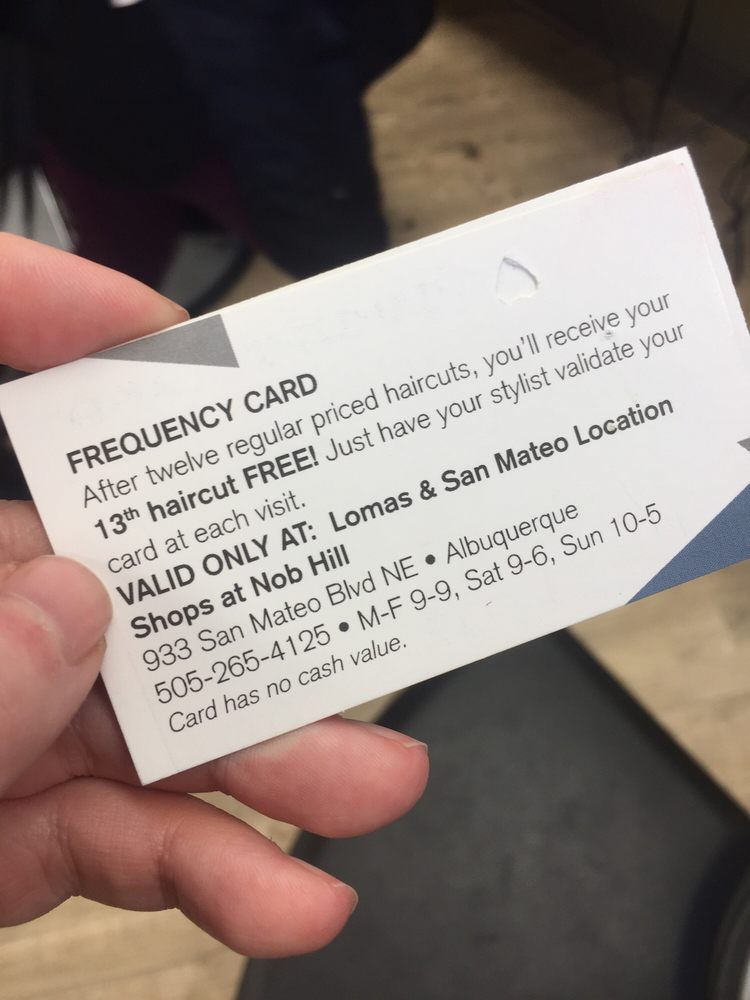 FREQUENCY CARD
After twelve regular priced haircuts, you'll receive your
13th haircut FREE! Just have your stylist validate your
card at each visit.
VALID ONLY AT: Lomas & San Mateo Location
Shops at Nob Hill
933 San Mateo Blvd NE • Albuquerque
505-265-4125 • M-F 9-9, Sat 9-6, Sun 10-5
Card has no cash value.